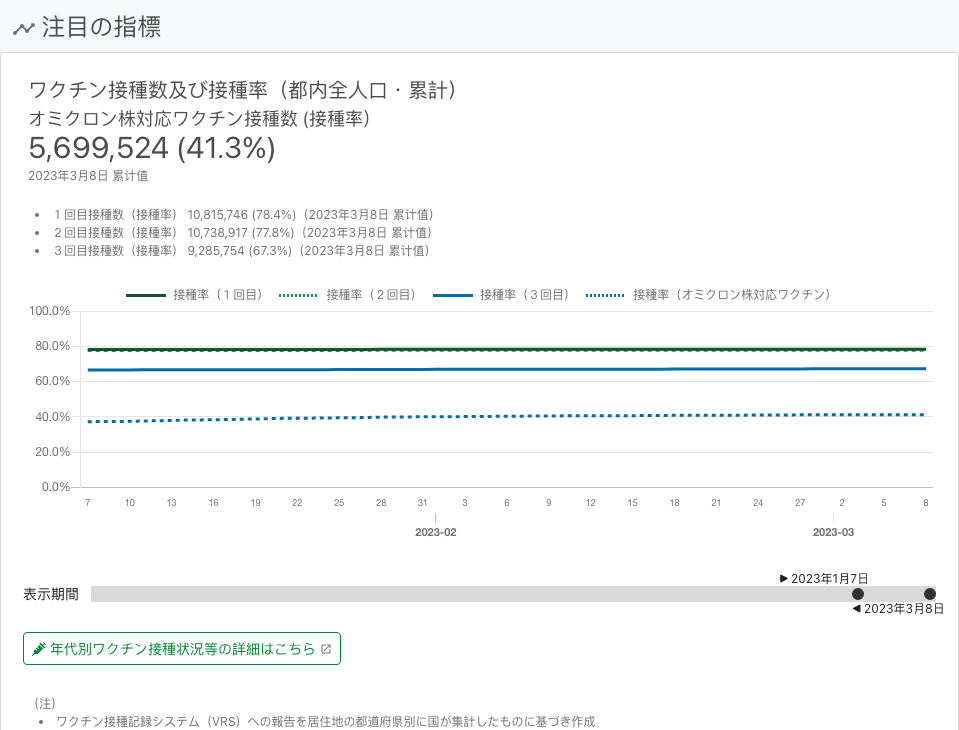 注目の指標
ワクチン接種数及び接種率（都内全人口・累計）
オミクロン株対応ワクチン接種数 (接種率）
5,699,524 (41.3%)
2023年3月8日 累計値
• １回目接種数（接種率） 10,815,746 (78.4%)（2023年3月8日 累計値）
• ２回目接種数（接種率） 10,738,917 (77.8%)（2023年3月8日 累計値）
• ３回目接種数（接種率） 9,285,754 (67.3%)（2023年3月8日 累計値）
接種率（１回目） 接種率（２回目） 接種率（３回目） 接種率（オミクロン株対応ワクチン）
100.0%
80.0%
60.0%
40.0%
20.0%
0.0%
7 10 13 16 19 22 25 28 31 3 6 9 12 15 18 21 24 27 2 5 8
2023-02 2023-03
▶ 2023年1月7日
表示期間
◀ 2023年3月8日
年代別ワクチン接種状況等の詳細はこちら
（注）
• ワクチン接種記録システム（VRS）への報告を居住地の都道府県別に国が集計したものに基づき作成